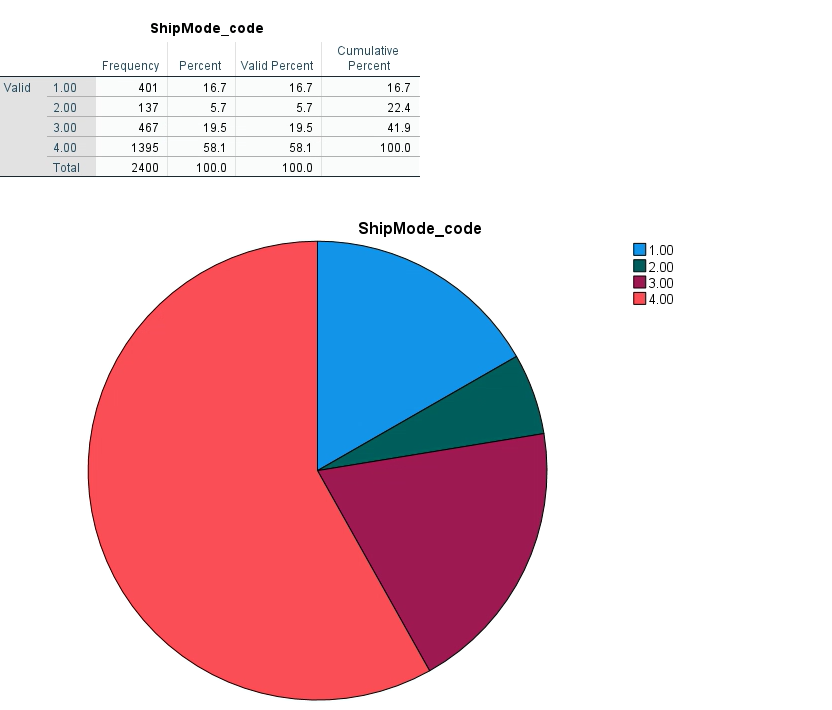 ShipMode_code
Frequency Percent Valid Percent Cumulative Percent
Valid 1.00 401 16.7 16.7 16.7
2.00 137 5.7 5.7 22.4
3.00 467 19.5 19.5 41.9
4.00 1395 58.1 58.1 100.0
Total 2400 100.0 100.0
ShipMode_code
1.00
2.00
3.00
4.00